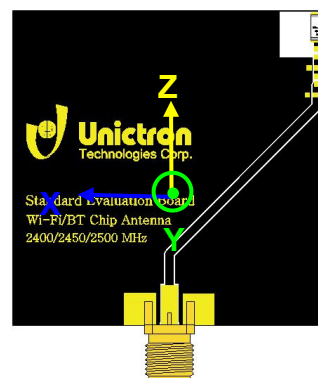 Z
Unictron
Technologies Corp.
X
Standard Evaluation Board
Wi-Fi/BT Chip Antenna
Y
2400/2450/2500 MHz